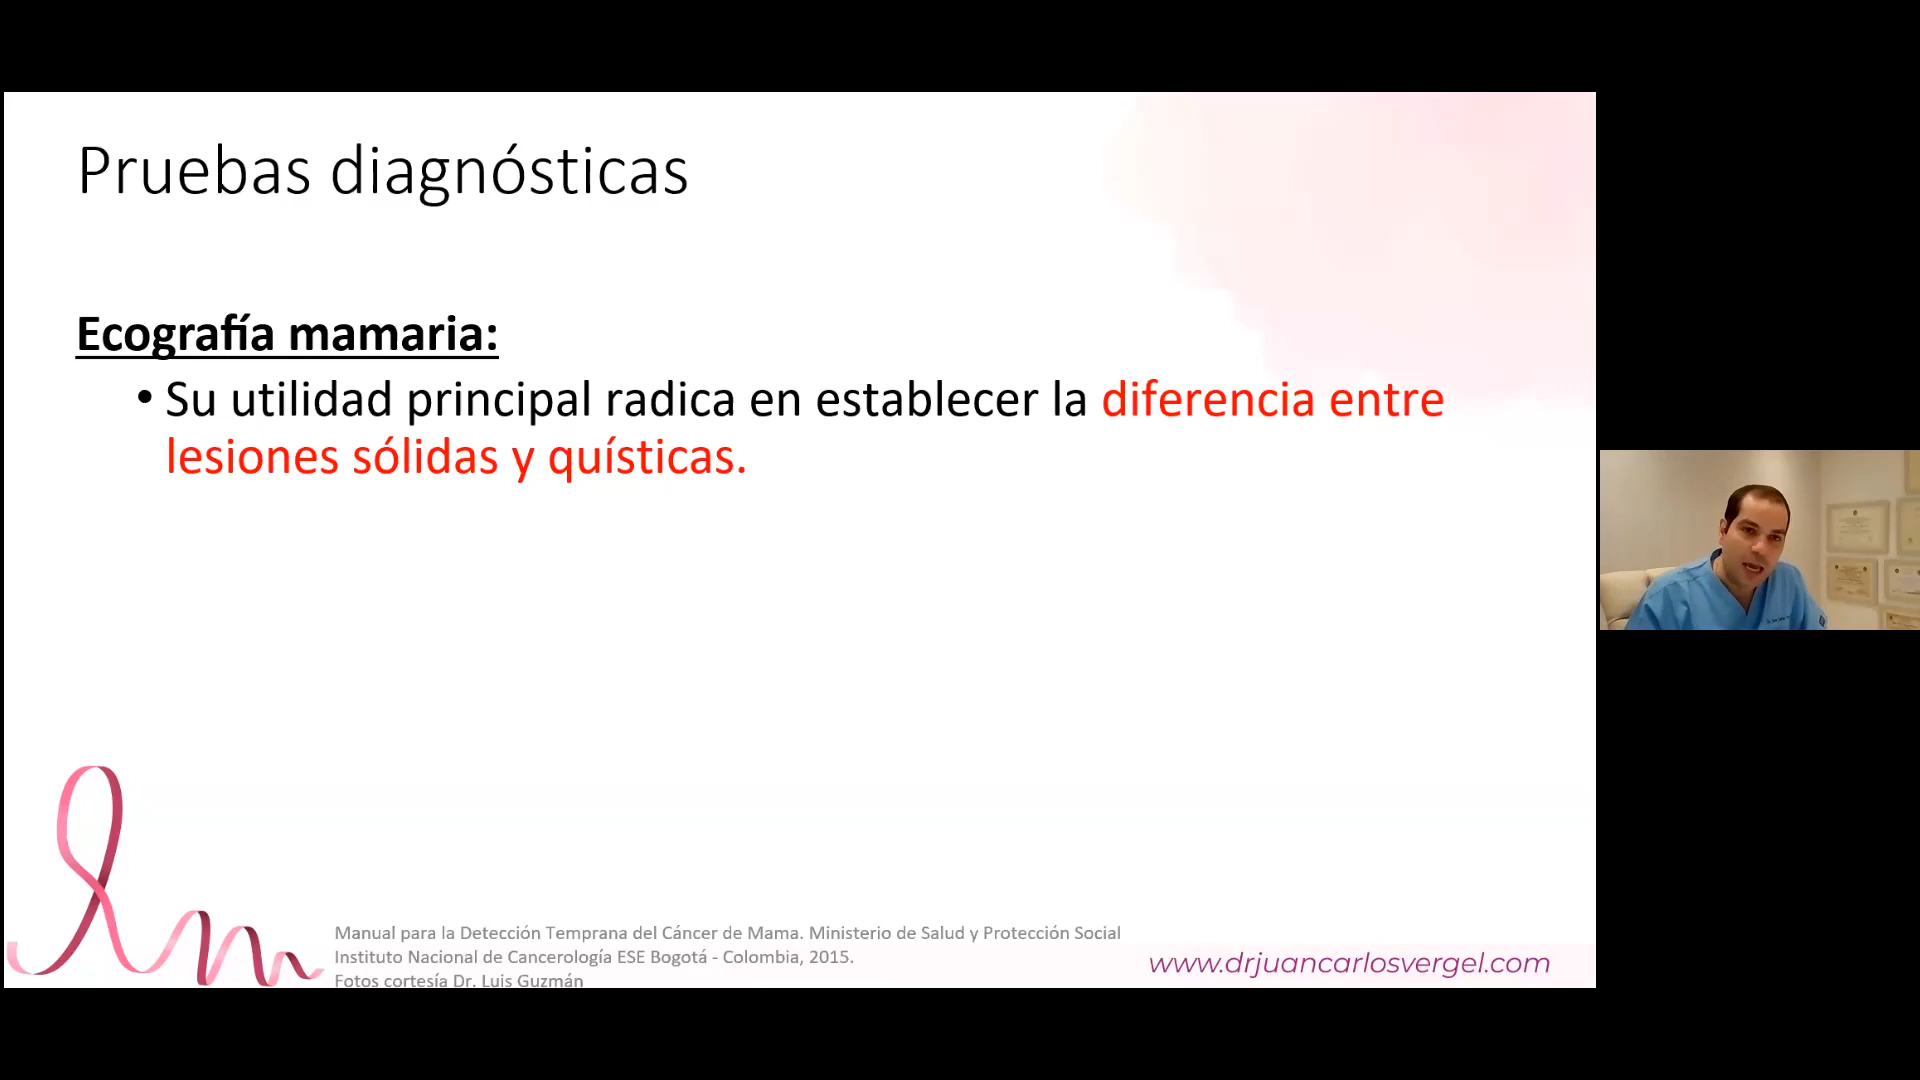 Pruebas diagnósticas
Ecografía mamaria:
• Su utilidad principal radica en establecer la diferencia entre
lesiones sólidas y quísticas.
Manual para la Detección Temprana del Cáncer de Mama. Ministerio de Salud y Protección Social
Instituto Nacional de Cancerología ESE Bogotá - Colombia, 2015.
Fotos cortesía Dr. Luis Guzmán
www.drjuancarlosvergel.com